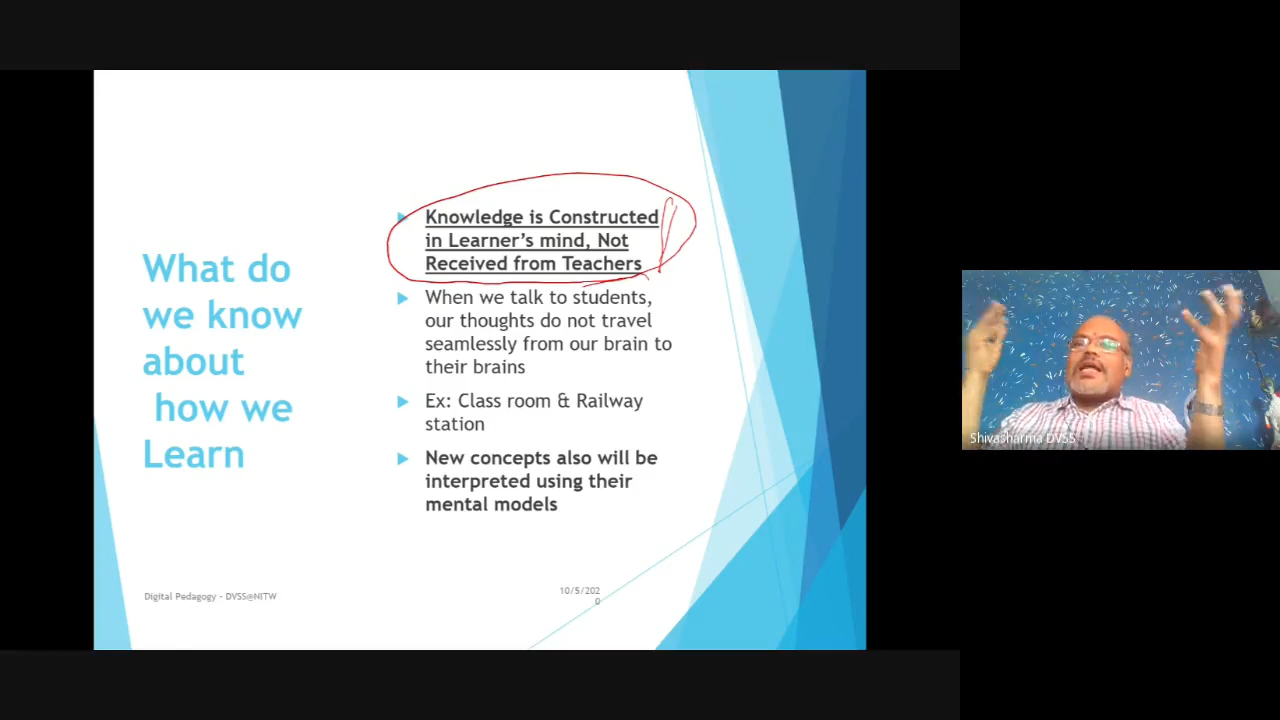 What do
we know
about
how we
Learn
Knowledge is Constructed
in Learner's mind, Not
Received from Teachers
When we talk to students,
our thoughts do not travel
seamlessly from our brain to
their brains
Ex: Class room & Railway
station
New concepts also will be
interpreted using their
mental models
Digital Pedagogy - DVSS@NITW
10/5/202
0
Shivasharma DVSS